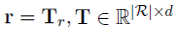 r = T_r, T ∈ ℝ^{|ℛ|×d}